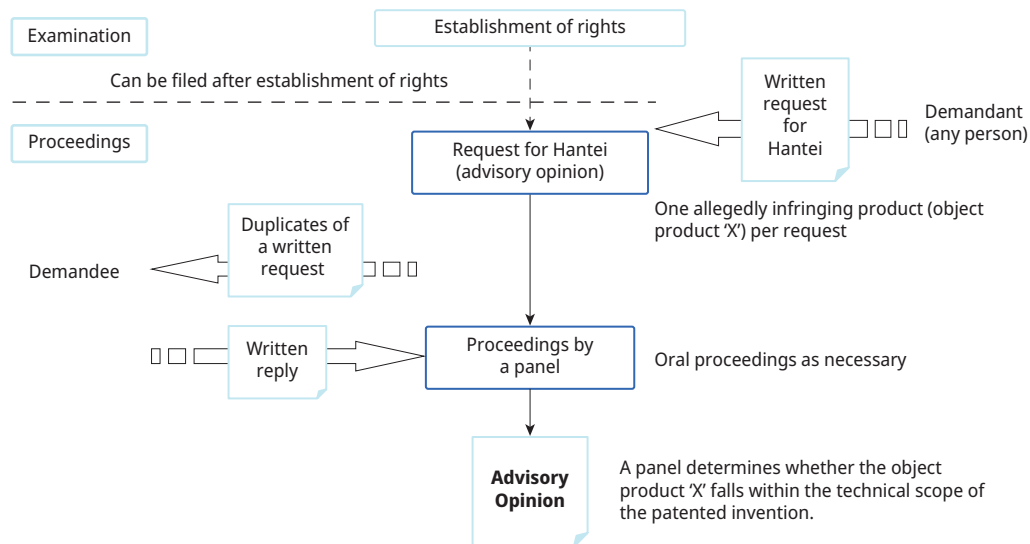 Examination
Establishment of rights
Can be filed after establishment of rights
Proceedings
Written
request
for
Hantei
Demandant
(any person)
Request for Hantei
(advisory opinion)
One allegedly infringing product (object
product ‘X’) per request
Duplicates of
a written
request
Demandee
Written
reply
Proceedings by
a panel
Oral proceedings as necessary
Advisory
Opinion
A panel determines whether the object
product ‘X’ falls within the technical scope of
the patented invention.